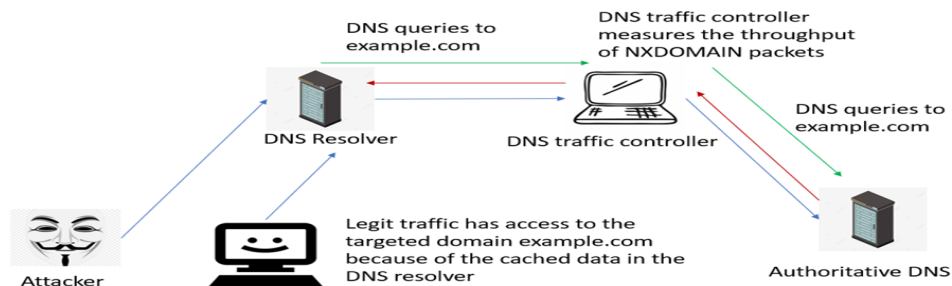 DNS queries to
example.com
DNS traffic controller
measures the throughput
of NXDOMAIN packets
DNS queries to
example.com
DNS Resolver
DNS traffic controller
Legit traffic has access to the
targeted domain example.com
because of the cached data in the
DNS resolver
Attacker
Authoritative DNS